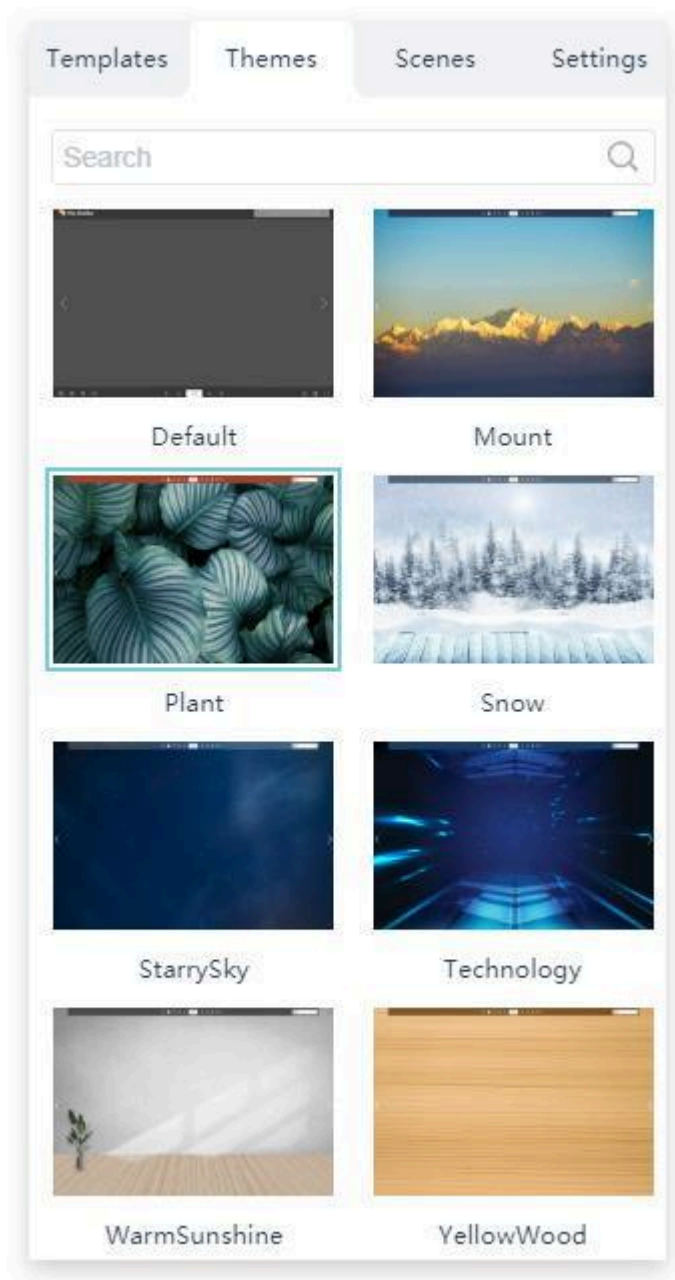 Templates Themes Scenes Settings
Search
Default Mount
Plant Snow
StarrySky Technology
WarmSunshine YellowWood